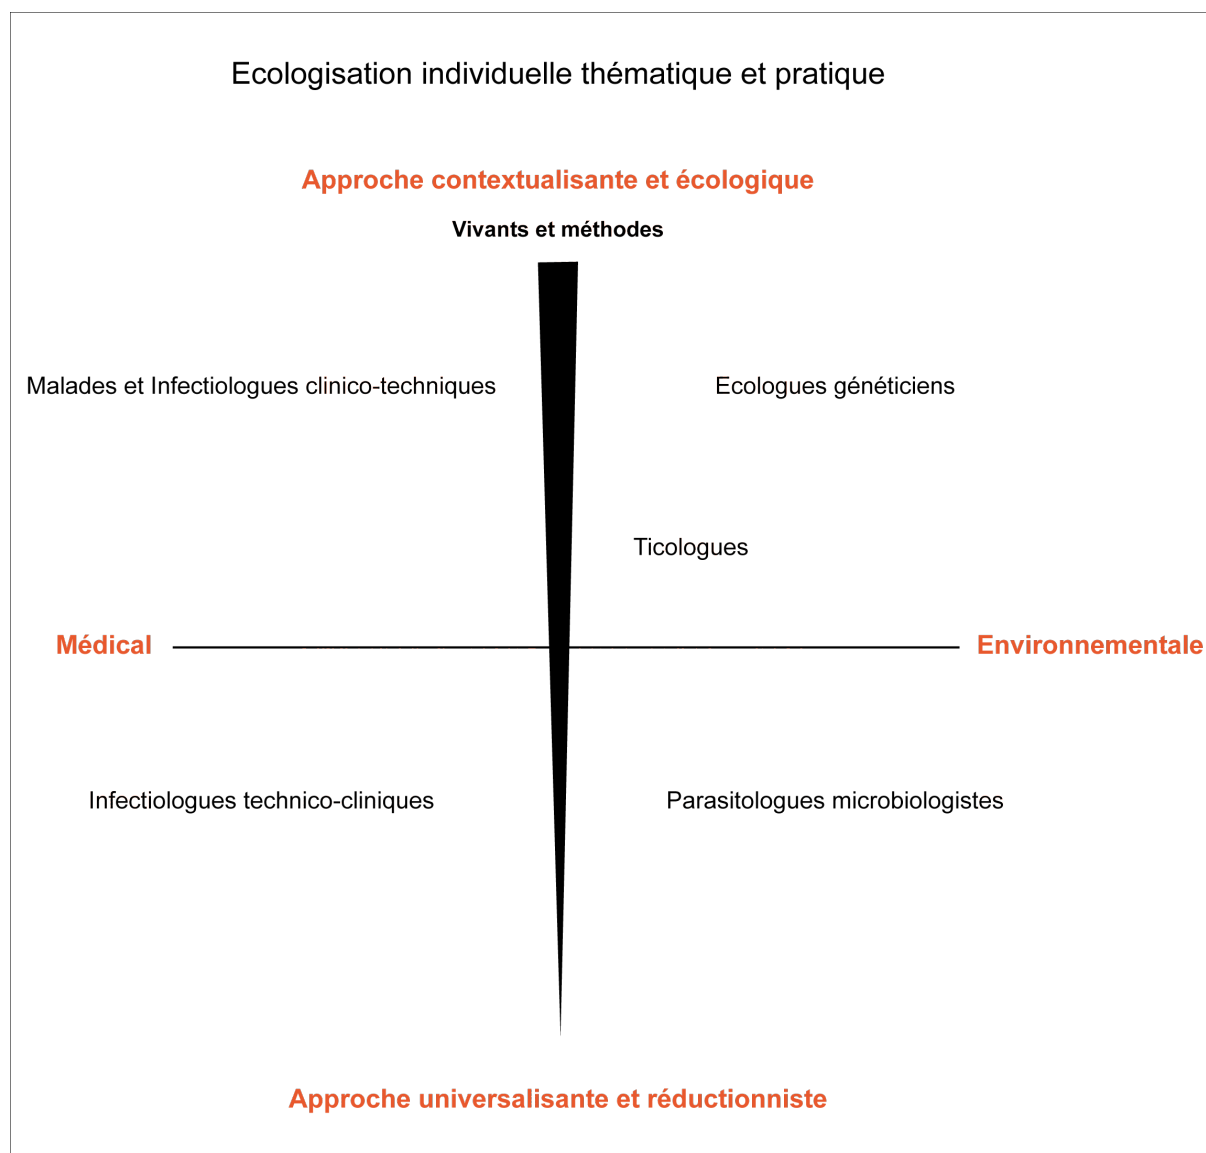 Ecologisation individuelle thématique et pratique
Approche contextualisante et écologique
Vivants et méthodes
Malades et Infectiologues clinico-techniques
Ecologues généticiens
Ticologues
Médical
Environnementale
Infectiologues technico-cliniques
Parasitologues microbiologistes
Approche universalisante et réductionniste